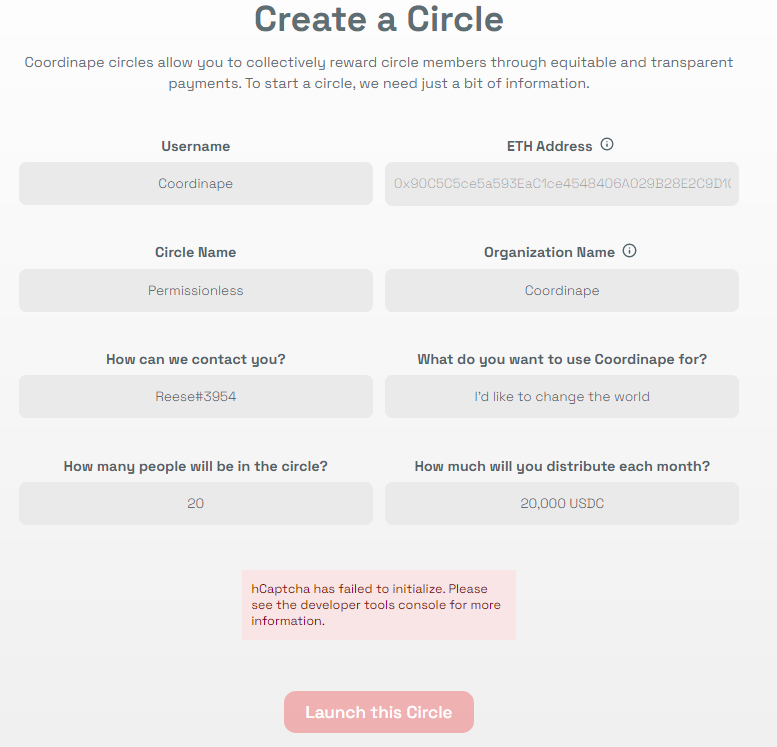 Create a Circle
Coordinape circles allow you to collectively reward circle members through equitable and transparent
payments. To start a circle, we need just a bit of information.
Username
ETH Address
Coordinape
0x90C5C5ce5a593EaC1ce4548406A029B28E2C9D1
Circle Name
Organization Name
Permissionless
Coordinape
How can we contact you?
What do you want to use Coordinape for?
Reese#3954
I'd like to change the world
How many people will be in the circle?
How much will you distribute each month?
20
20,000 USDC
hCaptcha has failed to initialize. Please
see the developer tools console for more
information.
Launch this Circle